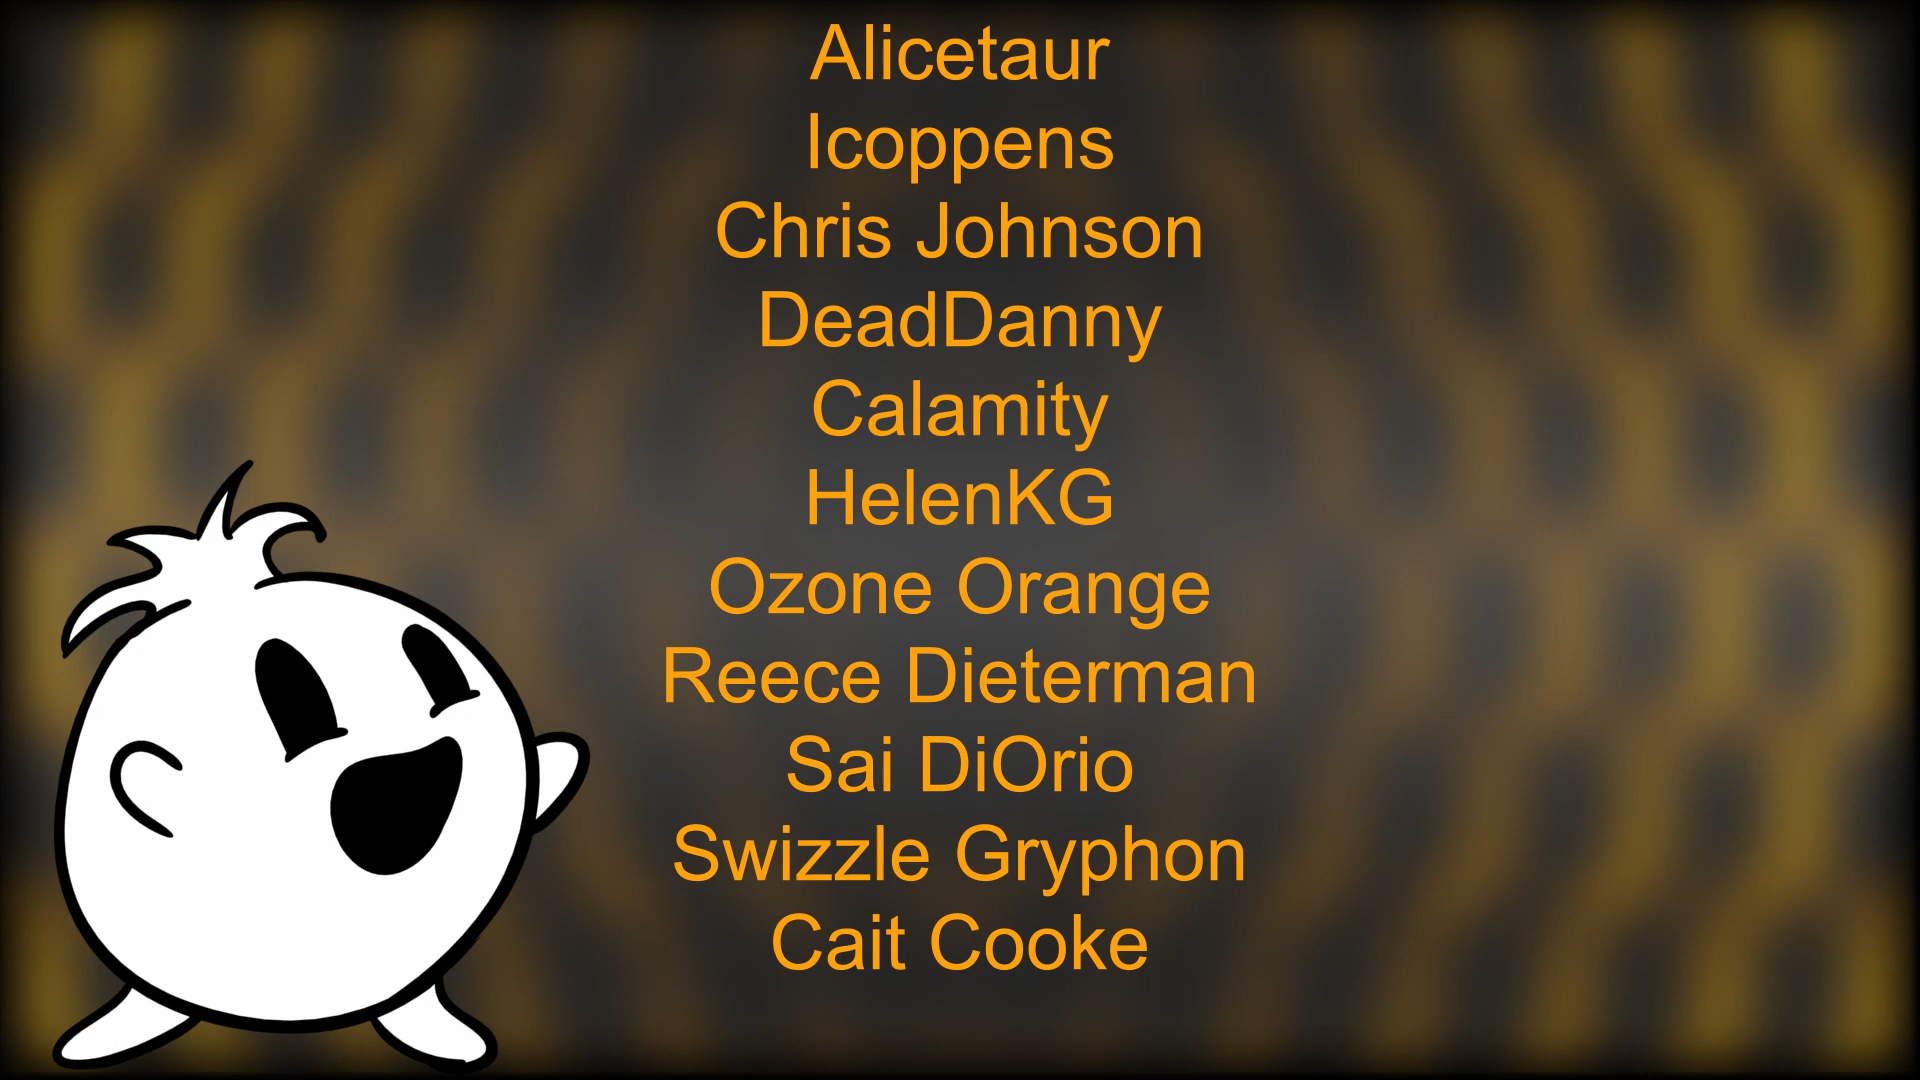 Alicetaur
Icoppens
Chris Johnson
DeadDanny
Calamity
HelenKG
Ozone Orange
Reece Dieterman
Sai DiOrio
Swizzle Gryphon
Cait Cooke